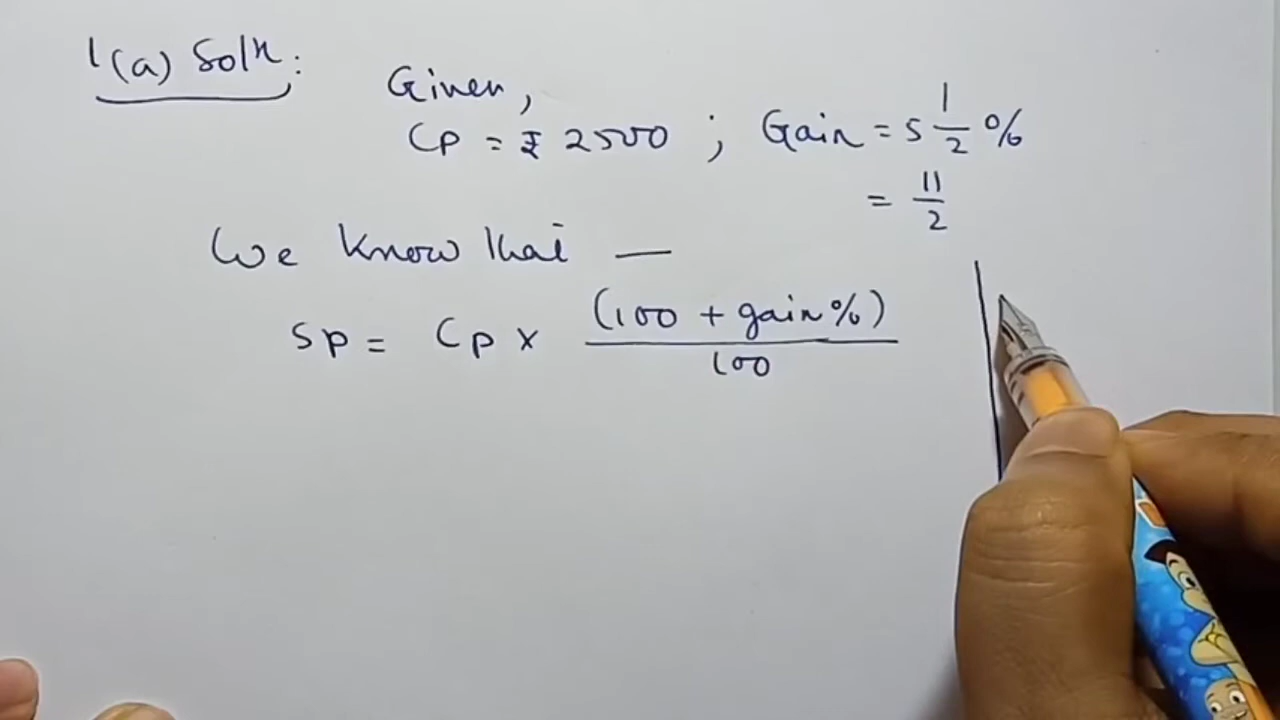 1(a) Soln:
Given,
Cp = ₹ 2500 ; Gain = 5 1/2 %
= 11/2
We know that —
Sp = Cp × (100 + gain%)/100